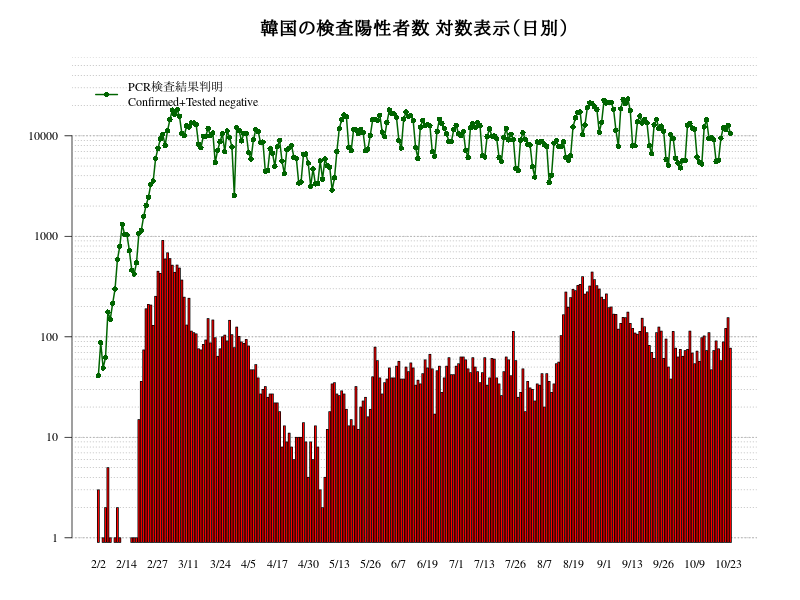 韓国の検査陽性者数 対数表示（日別）
PCR検査結果判明
Confirmed+Tested negative
10000
1000
100
10
1
2/2 2/14 2/27 3/11 3/24 4/5 4/17 4/30 5/13 5/26 6/7 6/19 7/1 7/13 7/26 8/7 8/19 9/1 9/13 9/26 10/9 10/23